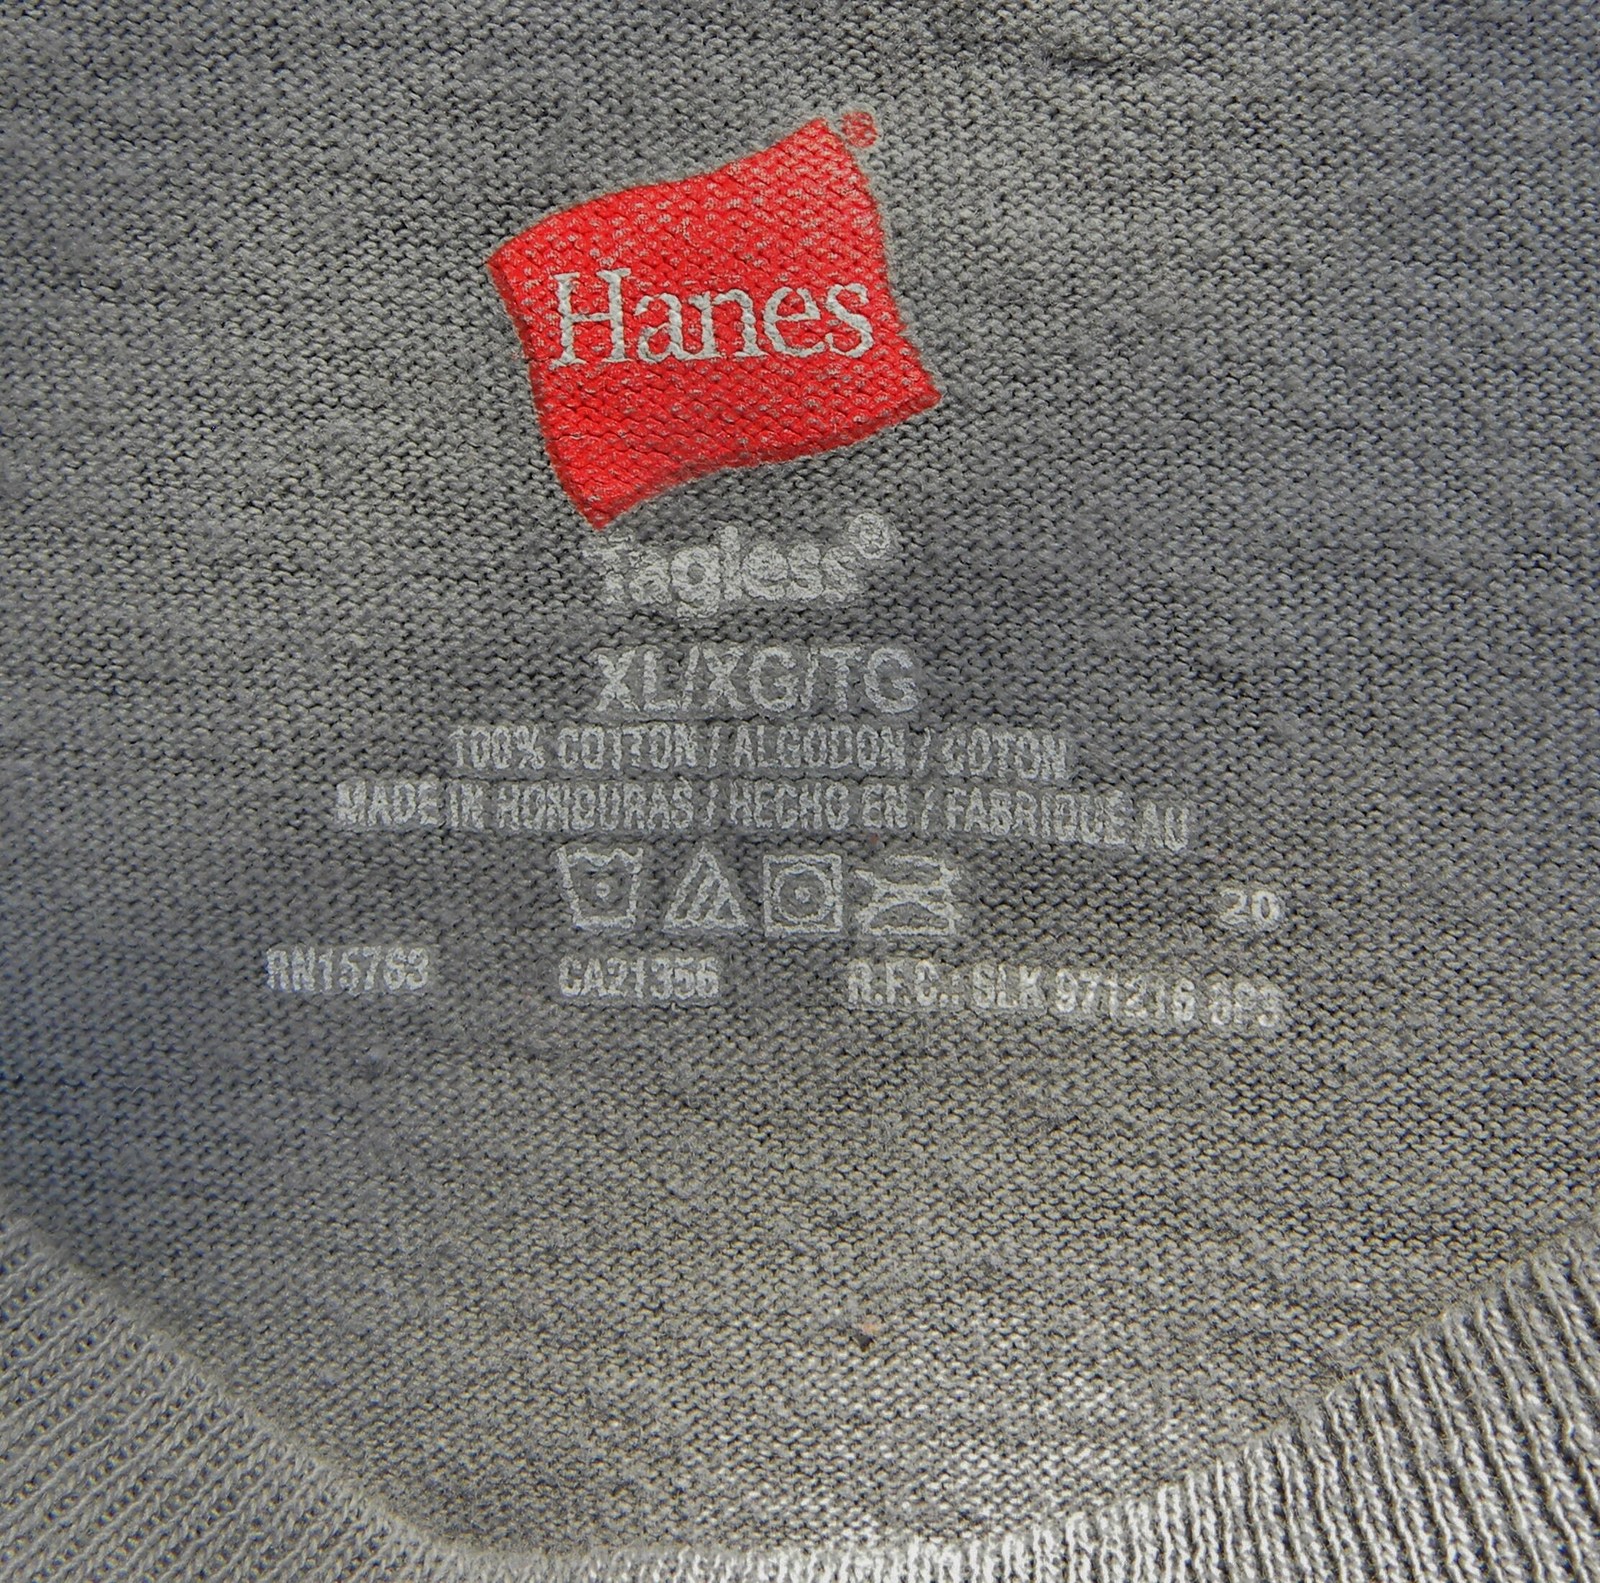 Hanes®
Tagless®
XL/XG/TG
100% COTTON / ALGODON / COTON
MADE IN HONDURAS / HECHO EN / FABRIQUE AU
20
RN15763 CA21356 R.F.C.: SLK 971216 6P3